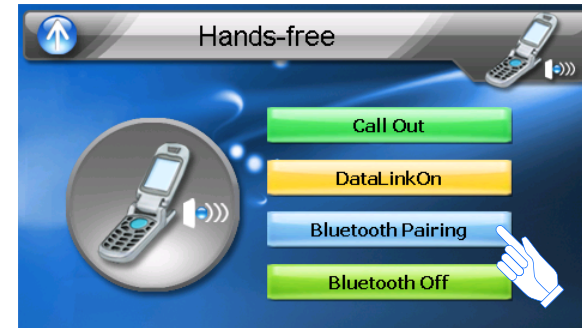 Hands-free
Call Out
DataLinkOn
Bluetooth Pairing
Bluetooth Off